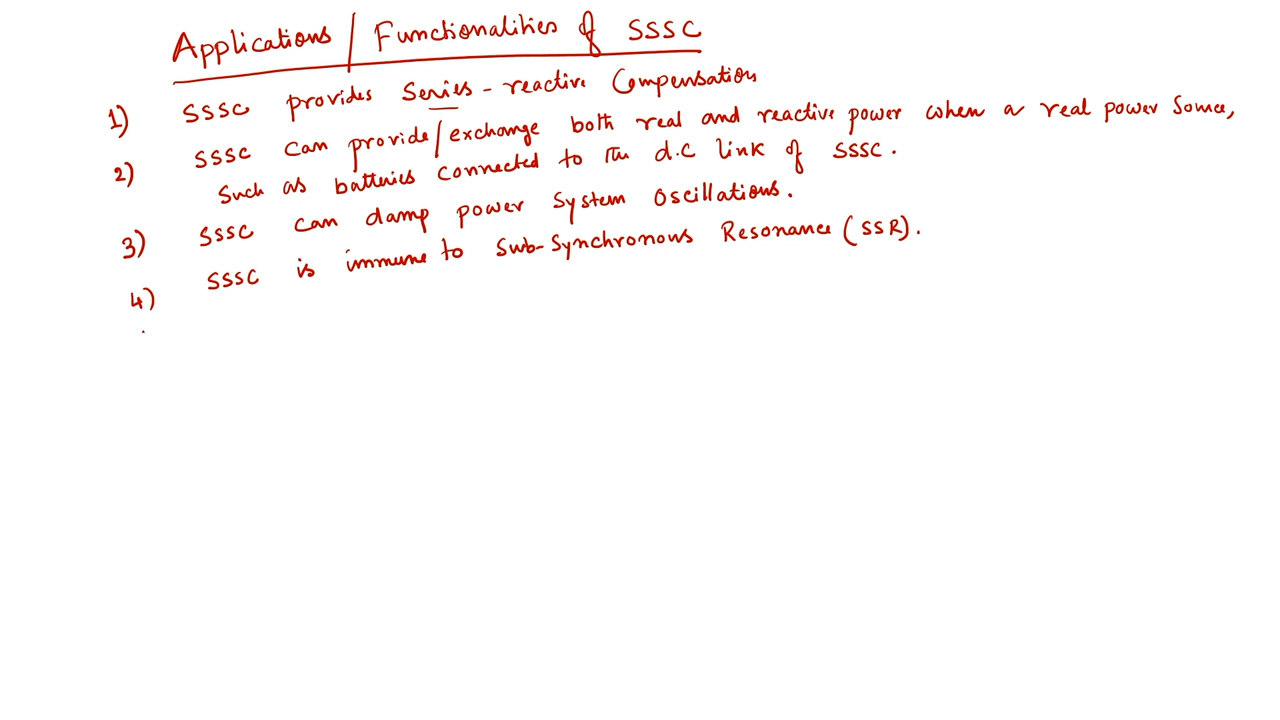 Applications / Functionalities of SSSC
1) SSSC provides Series - reactive Compensation
2) SSSC can provide/exchange both real and reactive power when a real power Source,
Such as batteries connected to the d.c link of SSSC.
3) SSSC can damp power System Oscillations.
4) SSSC is immune to Sub-Synchronous Resonance (SSR).